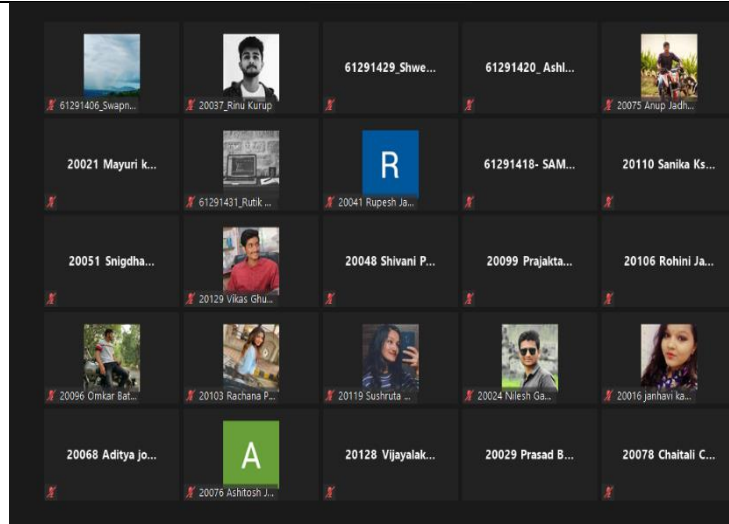 61291406_Swapn...
20037_Rinu Kurup
61291429_Shwe...
61291420_ Ashl...
20075 Anup Jadh...
20021 Mayuri k...
61291431_Rutik ...
R
20041 Rupesh Ja...
61291418- SAM...
20110 Sanika Ks...
20051 Snigdha...
20129 Vikas Ghu...
20048 Shivani P...
20099 Prajakta...
20106 Rohini Ja...
20096 Omkar Bat...
20103 Rachana P...
20119 Sushruta ...
20024 Nilesh Ga...
20016 janhavi ka...
20068 Aditya jo...
A
20076 Ashitosh J...
20128 Vijayalak...
20029 Prasad B...
20078 Chaitali C...